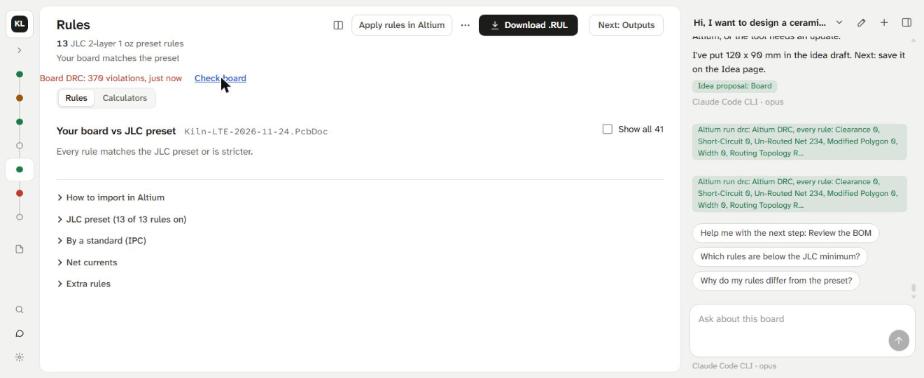 KL
Rules
Apply rules in Altium
Download .RUL
Next: Outputs
13 JLC 2-layer 1 oz preset rules
Your board matches the preset
Board DRC: 370 violations, just now
Check board
Rules
Calculators
Your board vs JLC preset
Kiln-LTE-2026-11-24.PcbDoc
Show all 41
Every rule matches the JLC preset or is stricter.
How to import in Altium
JLC preset (13 of 13 rules on)
By a standard (IPC)
Net currents
Extra rules
Hi, I want to design a cerami...
Altium, or the tool needs an update.
I've put 120 x 90 mm in the idea draft. Next: save it
on the Idea page.
Idea proposal: Board
Claude Code CLI · opus
Altium run drc: Altium DRC, every rule: Clearance 0,
Short-Circuit 0, Un-Routed Net 234, Modified Polygon 0,
Width 0, Routing Topology R...
Altium run drc: Altium DRC, every rule: Clearance 0,
Short-Circuit 0, Un-Routed Net 234, Modified Polygon 0,
Width 0, Routing Topology R...
Help me with the next step: Review the BOM
Which rules are below the JLC minimum?
Why do my rules differ from the preset?
Ask about this board
Claude Code CLI · opus